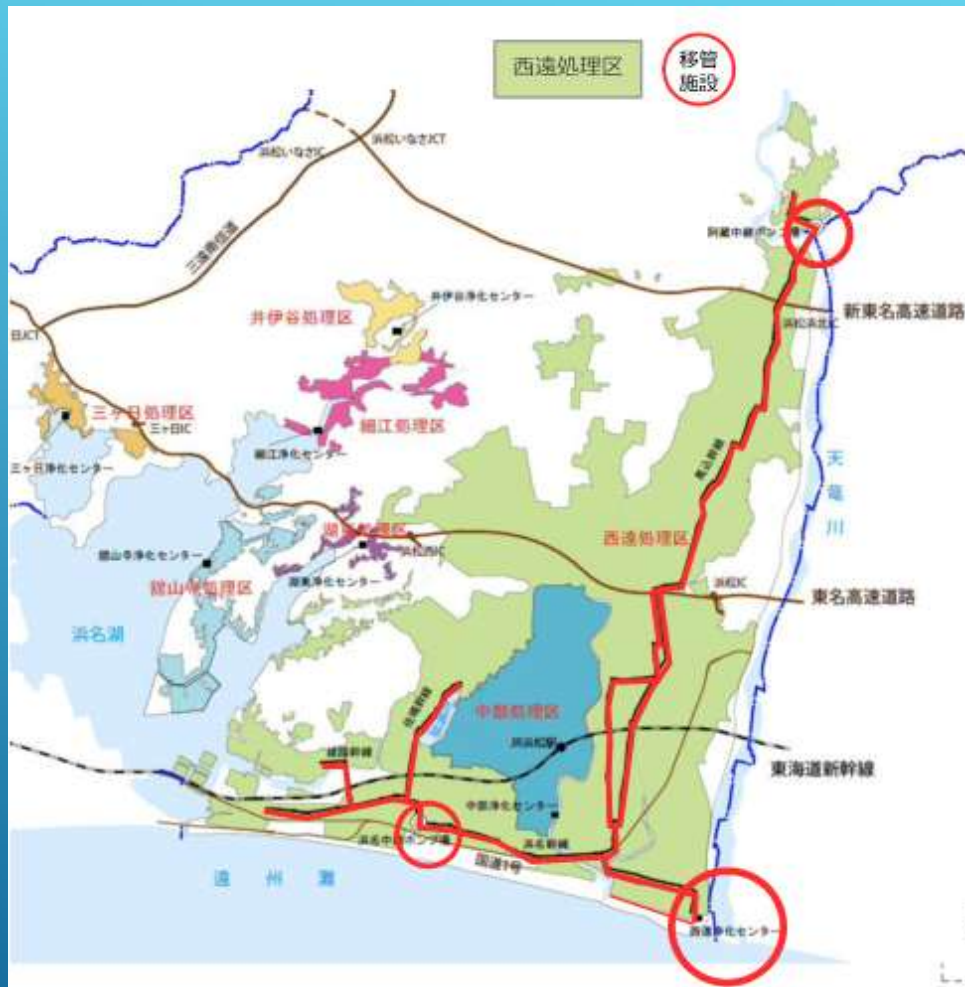 西遠処理区
移管
施設
浜松いなさJCT
浜松いなさIC
三遠南信道
阿蔵中継ポンプ場
井伊谷浄化センター
井伊谷処理区
新東名高速道路
浜松浜北IC
日JCT
三ヶ日処理区
三ヶ日IC
細江処理区
細江浄化センター
三ヶ日浄化センター
天竜川
西遠処理区
浜松西IC
舘山寺浄化センター
湖東浄化センター
舘山寺処理区
浜松IC
東名高速道路
浜名湖
中部処理区
JR浜松駅
東海道新幹線
中部浄化センター
浜名中継ポンプ場
浜名幹線
国道1号
遠州灘
西遠浄化センター